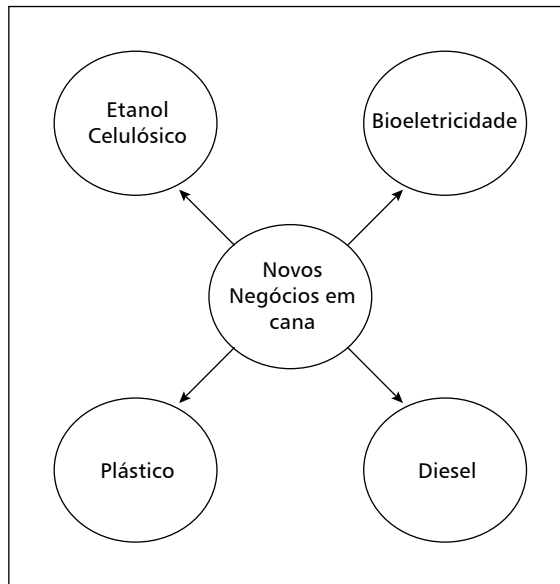 Etanol
Celulósico
Bioeletricidade
Novos
Negócios em
cana
Plástico
Diesel